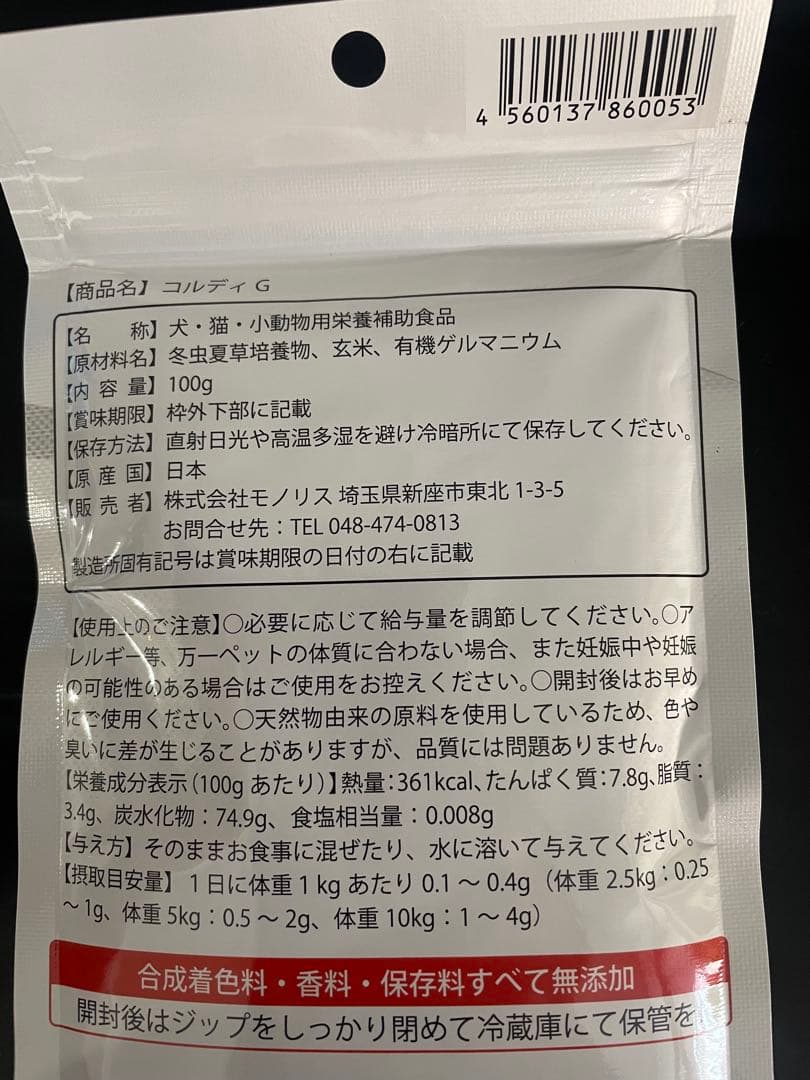 4 560137 860053
【商品名】コルディ G
【名　　称】犬・猫・小動物用栄養補助食品
【原材料名】冬虫夏草培養物、玄米、有機ゲルマニウム
【内 容 量】100g
【賞味期限】枠外下部に記載
【保存方法】直射日光や高温多湿を避け冷暗所にて保存してください。
【原 産 国】日本
【販 売 者】株式会社モノリス 埼玉県新座市東北 1-3-5
お問合せ先：TEL 048-474-0813
製造所固有記号は賞味期限の日付の右に記載
【使用上のご注意】〇必要に応じて給与量を調節してください。〇ア
レルギー等、万一ペットの体質に合わない場合、また妊娠中や妊娠
の可能性のある場合はご使用をお控えください。〇開封後はお早め
にご使用ください。〇天然物由来の原料を使用しているため、色や
臭いに差が生じることがありますが、品質には問題ありません。
【栄養成分表示（100g あたり）】熱量：361kcal、たんぱく質：7.8g、脂質：
3.4g、炭水化物：74.9g、食塩相当量：0.008g
【与え方】そのままお食事に混ぜたり、水に溶いて与えてください。
【摂取目安量】１日に体重 1 kg あたり 0.1 〜 0.4g（体重 2.5kg：0.25
〜 1g、体重 5kg：0.5 〜 2g、体重 10kg：1 〜 4g）
合成着色料・香料・保存料すべて無添加
開封後はジップをしっかり閉めて冷蔵庫にて保管を